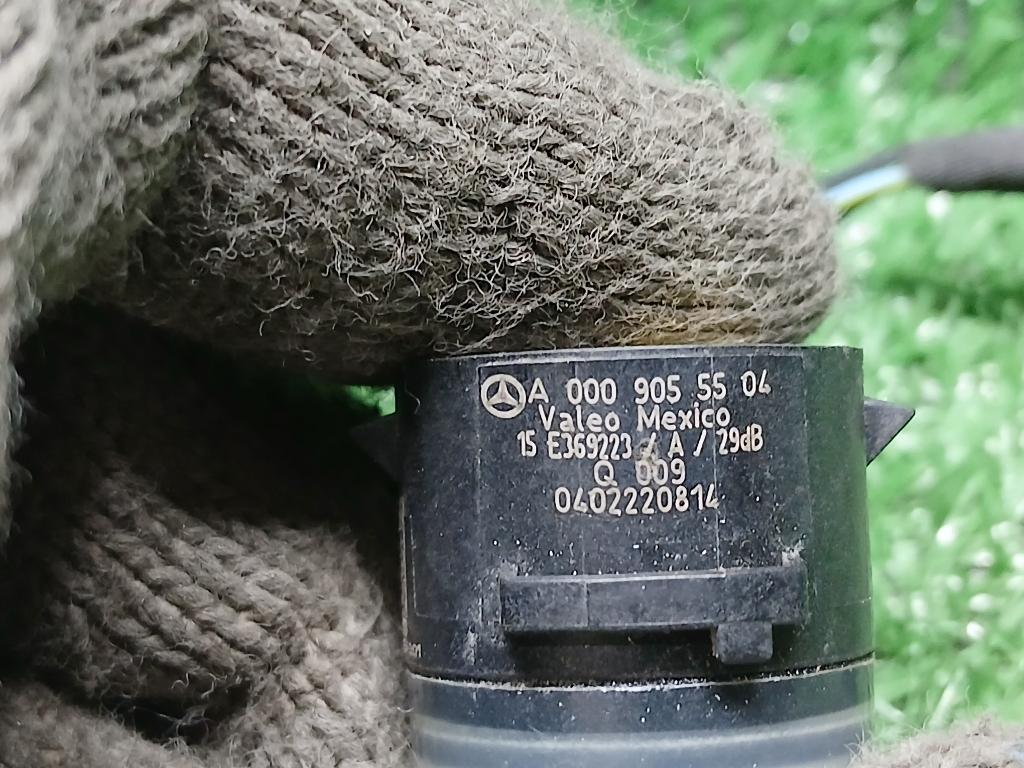 A 000 905 55 04
Valeo Mexico
15 E369223 / A / 29dB
Q 009
0402220814